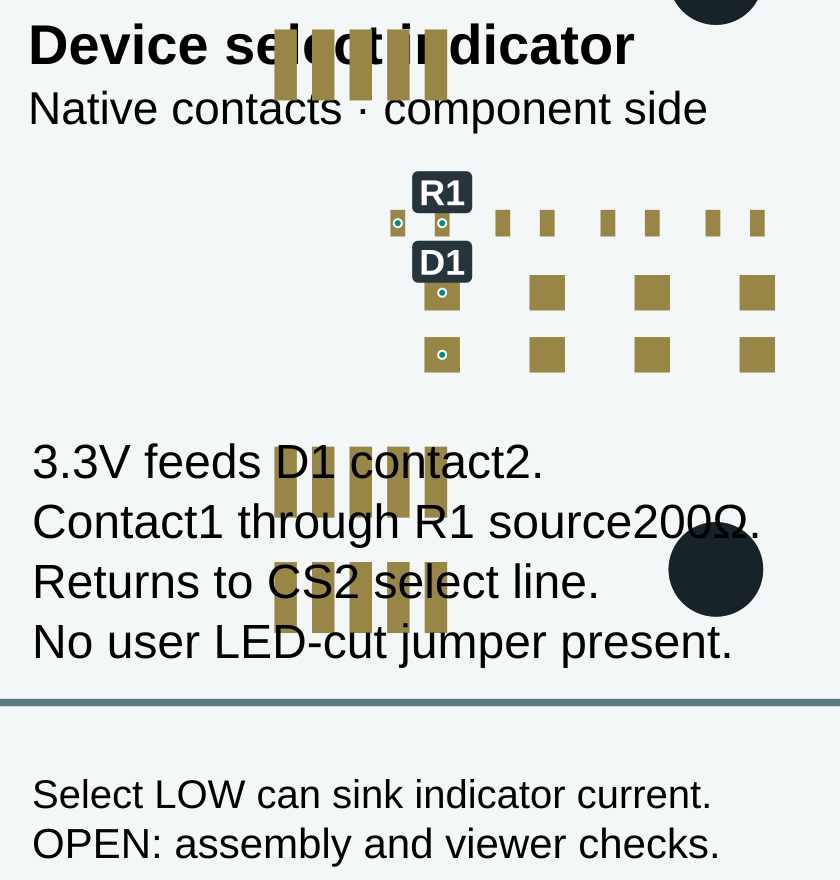 Device select indicator
Native contacts · component side
R1
D1
3.3V feeds D1 contact2.
Contact1 through R1 source200Ω.
Returns to CS2 select line.
No user LED-cut jumper present.
Select LOW can sink indicator current.
OPEN: assembly and viewer checks.